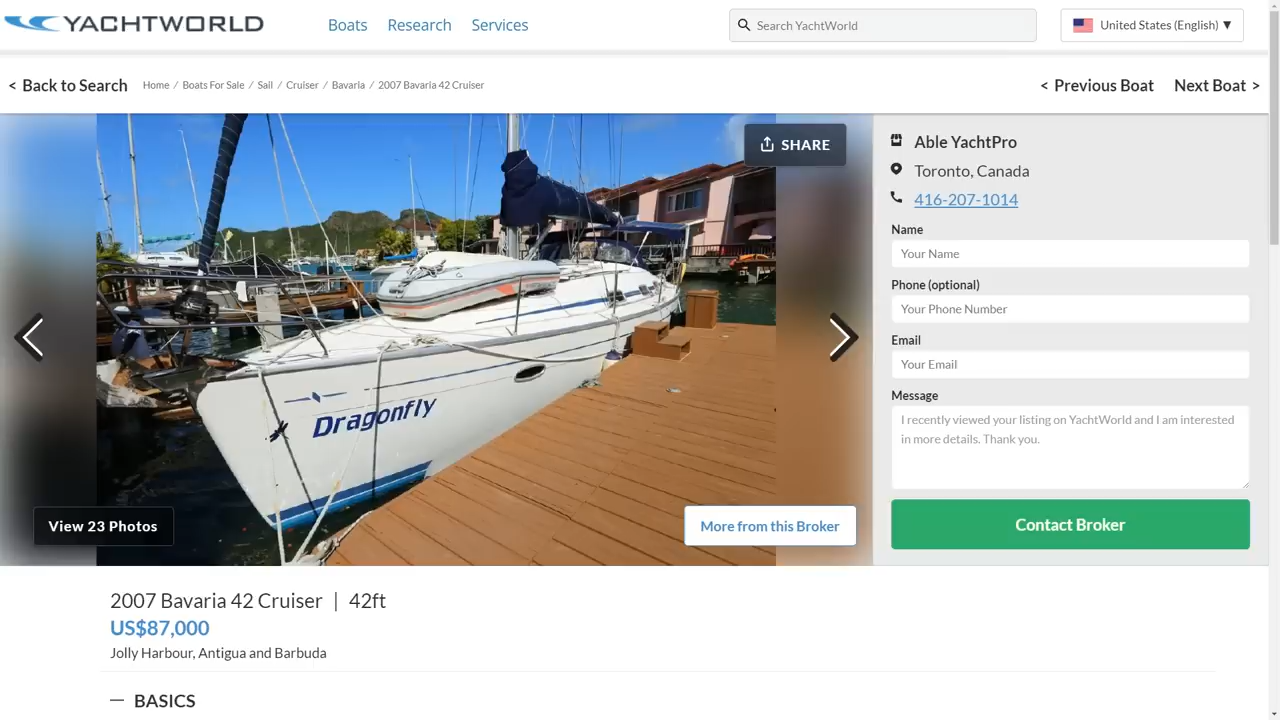 YACHTWORLD
Boats
Research
Services
Search YachtWorld
United States (English) ▼
< Back to Search
Home / Boats For Sale / Sail / Cruiser / Bavaria / 2007 Bavaria 42 Cruiser
< Previous Boat
Next Boat >
SHARE
Dragonfly
View 23 Photos
More from this Broker
Able YachtPro
Toronto, Canada
416-207-1014
Name
Your Name
Phone (optional)
Your Phone Number
Email
Your Email
Message
I recently viewed your listing on YachtWorld and I am interested
in more details. Thank you.
Contact Broker
2007 Bavaria 42 Cruiser | 42ft
US$87,000
Jolly Harbour, Antigua and Barbuda
— BASICS